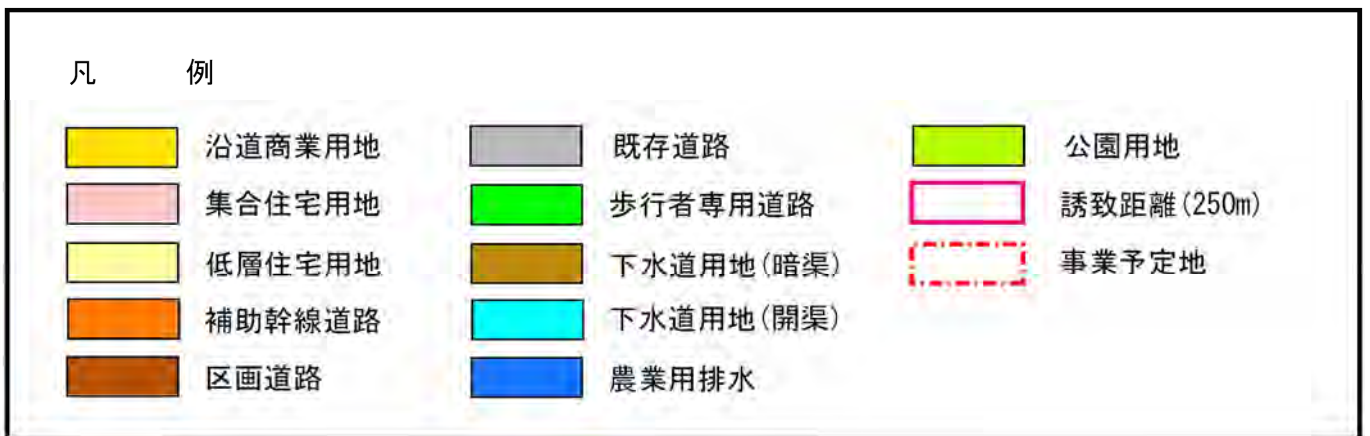 凡　例
沿道商業用地
集合住宅用地
低層住宅用地
補助幹線道路
区画道路
既存道路
歩行者専用道路
下水道用地(暗渠)
下水道用地(開渠)
農業用排水
公園用地
誘致距離(250m)
事業予定地